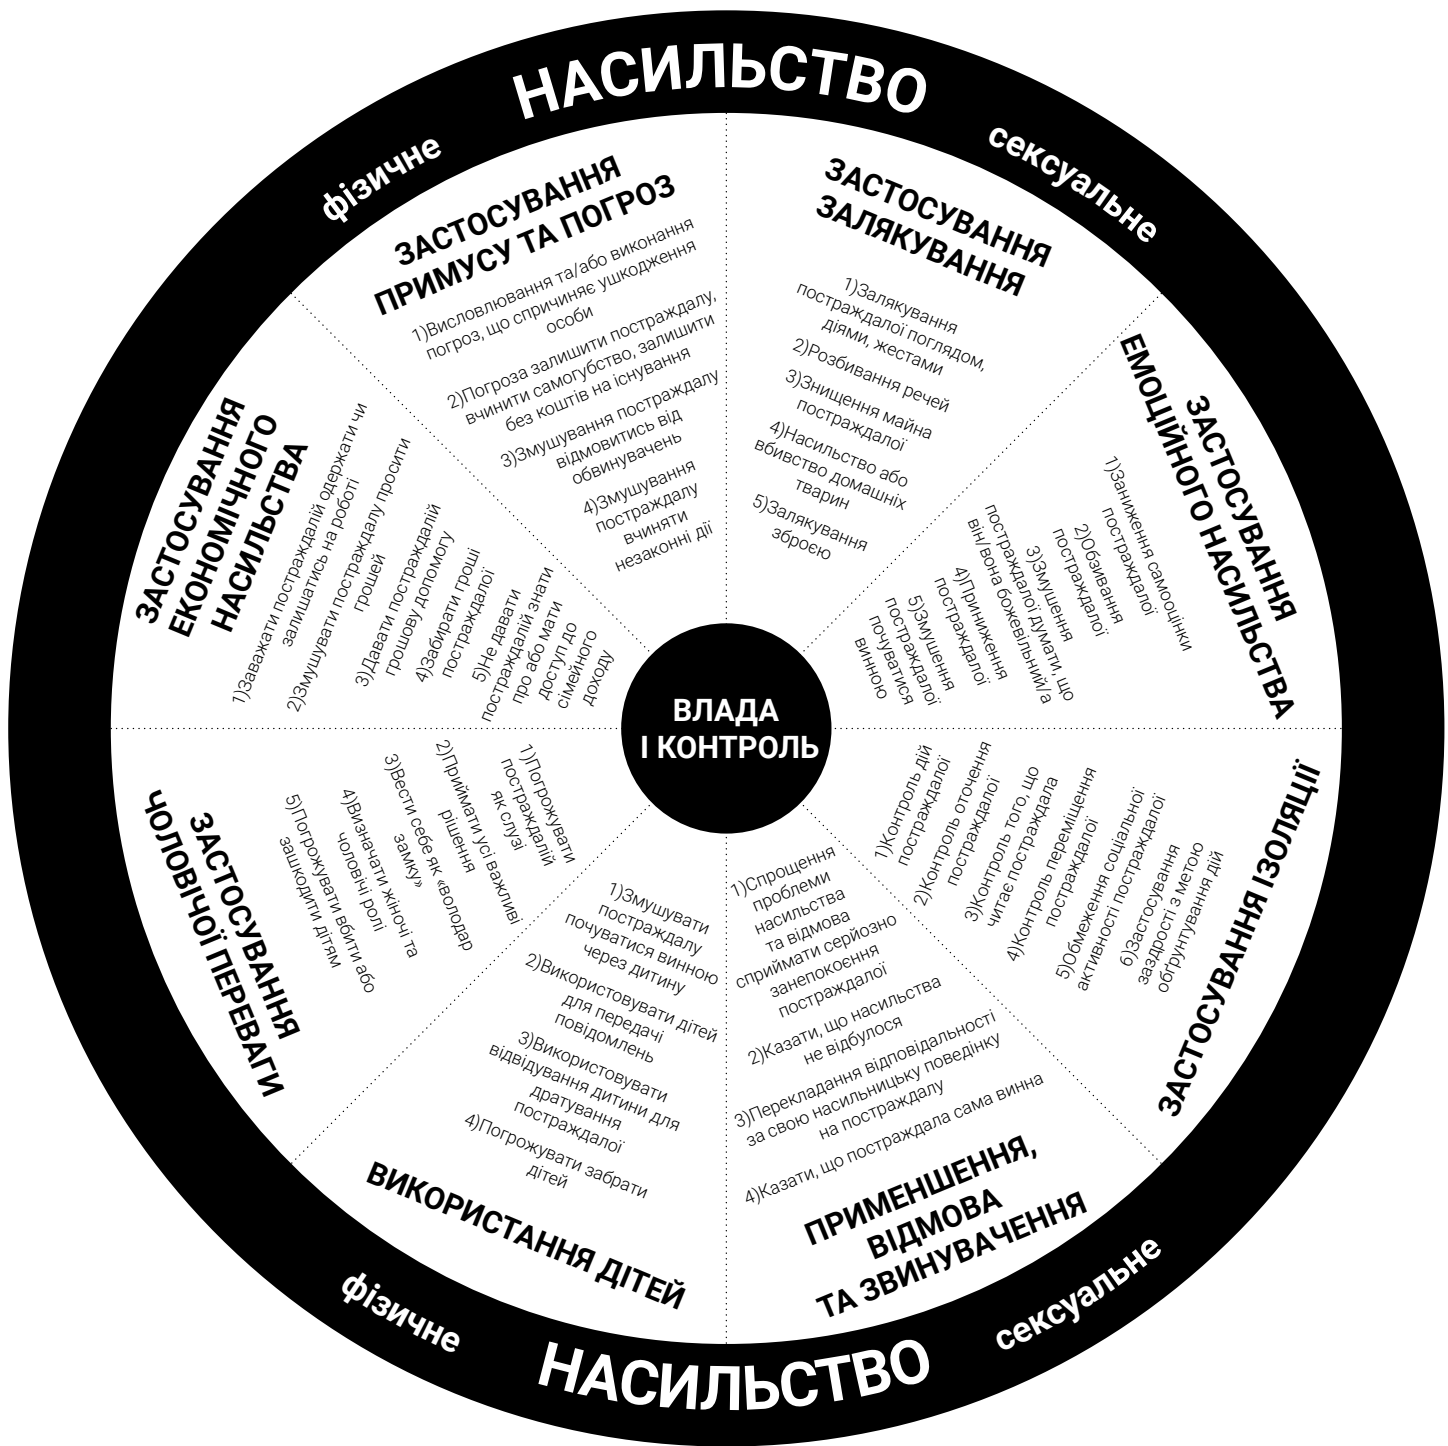 НАСИЛЬСТВО
фізичне
сексуальне
ЗАСТОСУВАННЯ
ПРИМУСУ ТА ПОГРОЗ
1)Висловлювання та/або виконання
погроз, що спричиняє ушкодження
особи
2)Погроза залишити постраждалу,
вчинити самогубство, залишити
без коштів на існування
3)Змушування постраждалу
відмовитись від
обвинувачень
4)Змушування
постраждалу
вчиняти
незаконні дії
ЗАСТОСУВАННЯ
ЗАЛЯКУВАННЯ
1)Залякування
постраждалої поглядом,
діями, жестами
2)Розбивання речей
3)Знищення майна
постраждалої
4)Насильство або
вбивство домашніх
тварин
5)Залякування
зброєю
ЗАСТОСУВАННЯ
ЕМОЦІЙНОГО НАСИЛЬСТВА
1)Заниження самооцінки
постраждалої
2)Обзивання
постраждалої
3)Змушення
постраждалої думати, що
він/вона божевільний/а
4)Приниження
постраждалої
5)Змушення
постраждалої
почуватися
винною
ЗАСТОСУВАННЯ ІЗОЛЯЦІЇ
1)Контроль дій
постраждалої
2)Контроль оточення
постраждалої
3)Контроль того, що
читає постраждала
4)Контроль переміщення
постраждалої
5)Обмеження соціальної
активності постраждалої
6)Застосування
заздрості з метою
обґрунтування дій
1)Спрощення
проблеми
насильства
та відмова
сприймати серйозно
занепокоєння
постраждалої
2)Казати, що насильства
не відбулося
3)Перекладання відповідальності
за свою насильницьку поведінку
на постраждалу
4)Казати, що постраждала сама винна
ПРИМЕНШЕННЯ,
ВІДМОВА
ТА ЗВИНУВАЧЕННЯ
1)Змушувати
постраждалу
почуватися винною
через дитину
2)Використовувати дітей
для передачі
повідомлень
3)Використовувати
відвідування дитини для
дратування
постраждалої
4)Погрожувати забрати
дітей
ВИКОРИСТАННЯ ДІТЕЙ
ЗАСТОСУВАННЯ
ЧОЛОВІЧОЇ ПЕРЕВАГИ
1)Погрожувати
постраждалій
як слузі
2)Приймати усі важливі
рішення
3)Вести себе як «володар
замку»
4)Визначати жіночі та
чоловічі ролі
5)Погрожувати вбити або
зашкодити дітям
ЗАСТОСУВАННЯ
ЕКОНОМІЧНОГО
НАСИЛЬСТВА
1)Заважати постраждалій одержати чи
залишатись на роботі
2)Змушувати постраждалу просити
грошей
3)Давати постраждалій
грошову допомогу
4)Забирати гроші
постраждалої
5)Не давати
постраждалій знати
про або мати
доступ до
сімейного
доходу
ВЛАДА
І КОНТРОЛЬ
фізичне
НАСИЛЬСТВО
сексуальне